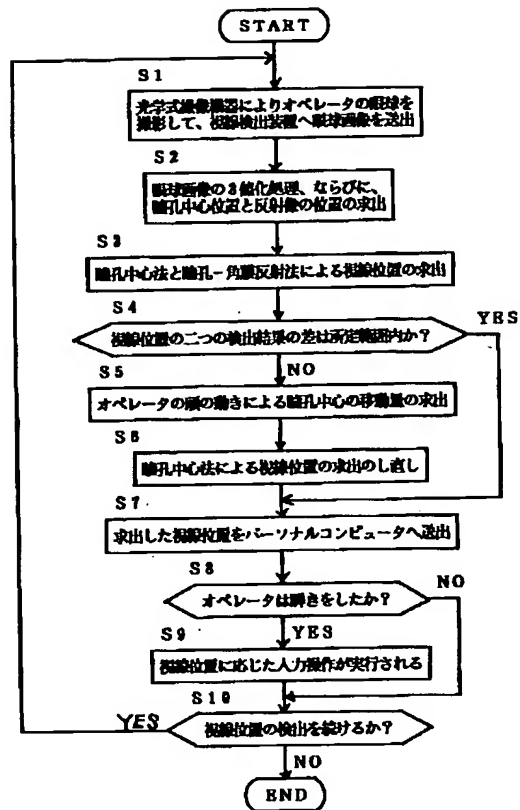 START
S1
光学式撮像機器によりオペレータの眼球を
撮影して、視線検出装置へ眼球画像を送出
S2
眼球画像の3値化処理、ならびに、
瞳孔中心位置と反射像の位置の求出
S3
瞳孔中心法と瞳孔-角膜反射法による視線位置の求出
S4
視線位置の二つの検出結果の差は所定範囲内か?
YES
NO
S5
オペレータの頭の動きによる瞳孔中心の移動量の求出
S6
瞳孔中心法による視線位置の求出のし直し
S7
求出した視線位置をパーソナルコンピュータへ送出
S8
オペレータは瞬きをしたか?
NO
YES
S9
視線位置に応じた入力操作が実行される
S10
視線位置の検出を続けるか?
YES
NO
END